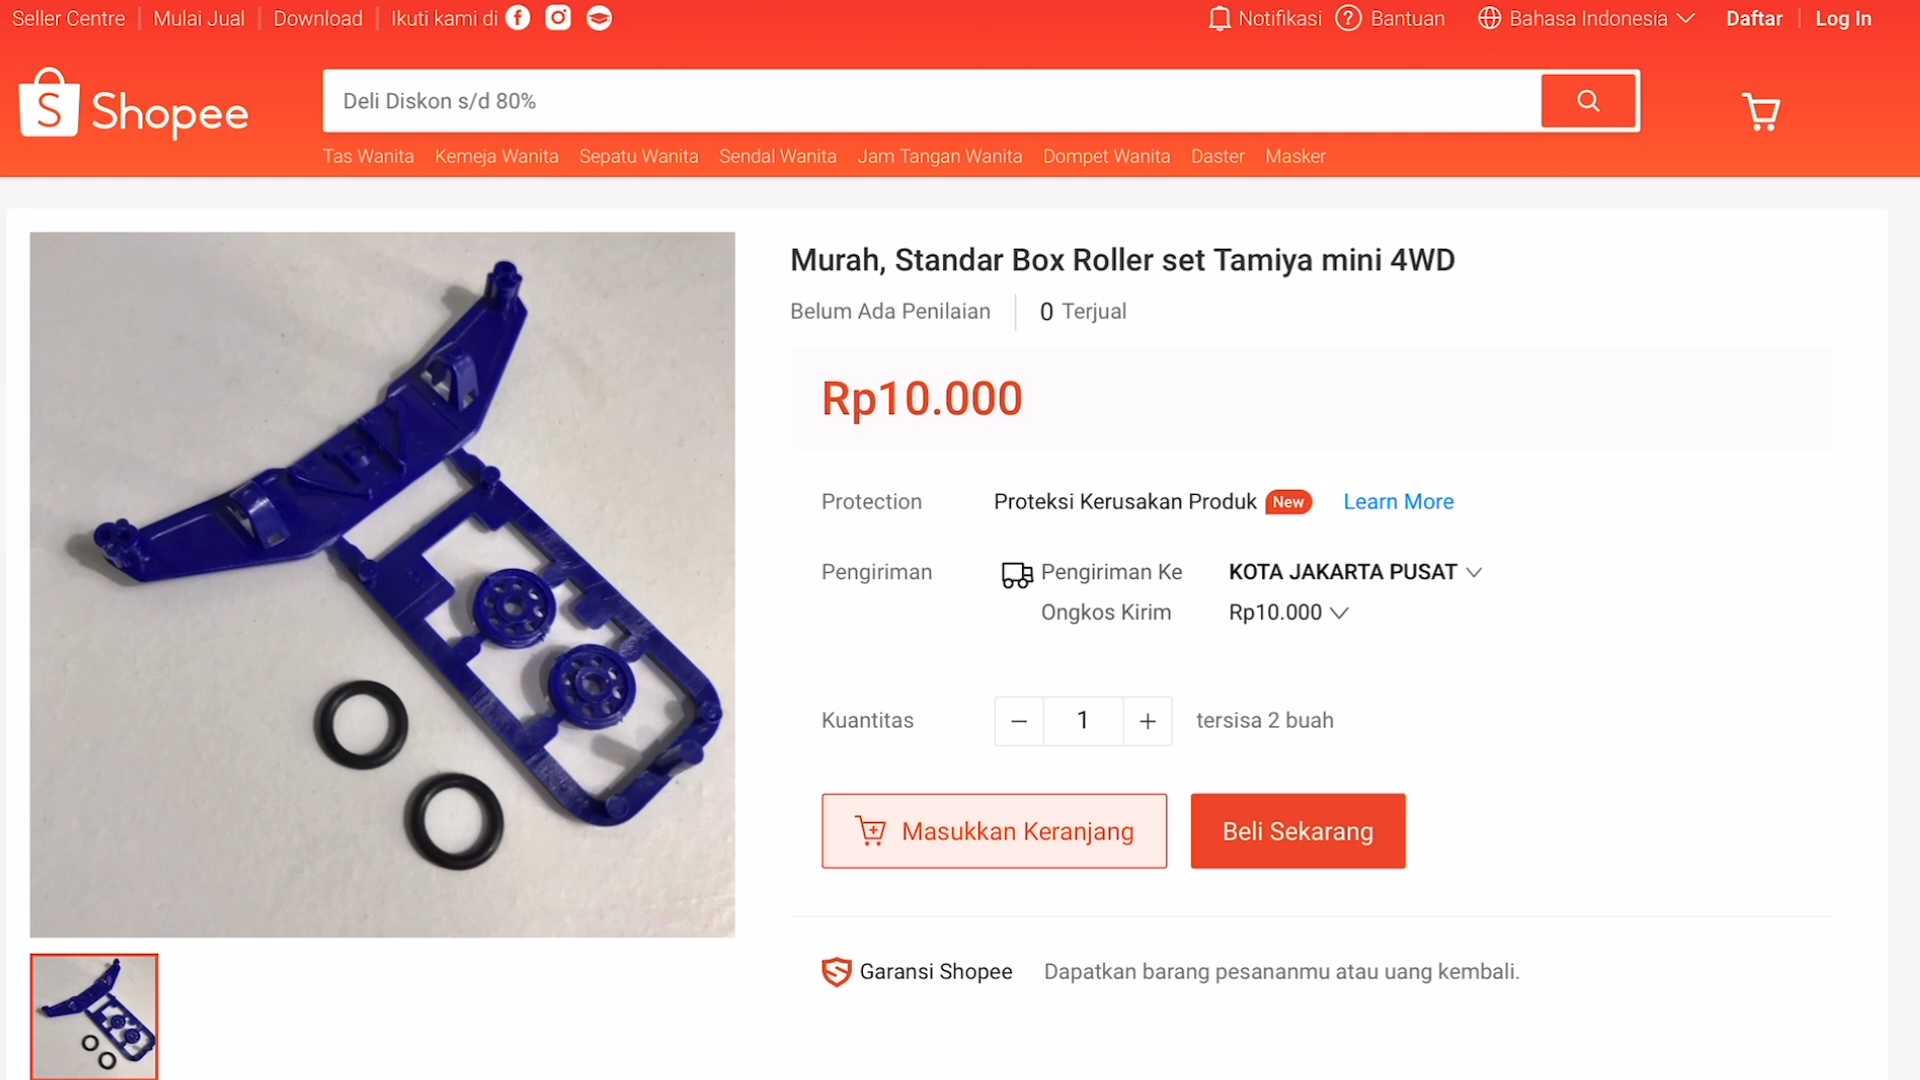 Seller Centre Mulai Jual Download Ikuti kami di Notifikasi Bantuan Bahasa Indonesia Daftar Log In
Shopee
Deli Diskon s/d 80%
Tas Wanita Kemeja Wanita Sepatu Wanita Sendal Wanita Jam Tangan Wanita Dompet Wanita Daster Masker
Murah, Standar Box Roller set Tamiya mini 4WD
Belum Ada Penilaian 0 Terjual
Rp10.000
Protection Proteksi Kerusakan Produk New Learn More
Pengiriman Pengiriman Ke KOTA JAKARTA PUSAT
Ongkos Kirim Rp10.000
Kuantitas 1 tersisa 2 buah
Masukkan Keranjang Beli Sekarang
Garansi Shopee Dapatkan barang pesananmu atau uang kembali.